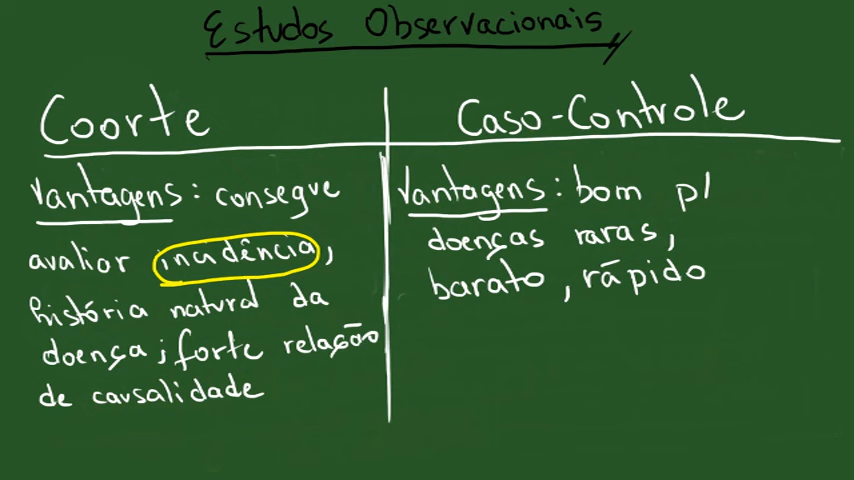 Estudos Observacionais
Coorte
vantagens: consegue
avaliar incidência,
história natural da
doença; forte relação
de causalidade
Caso-Controle
vantagens: bom p/
doenças raras,
barato, rápido